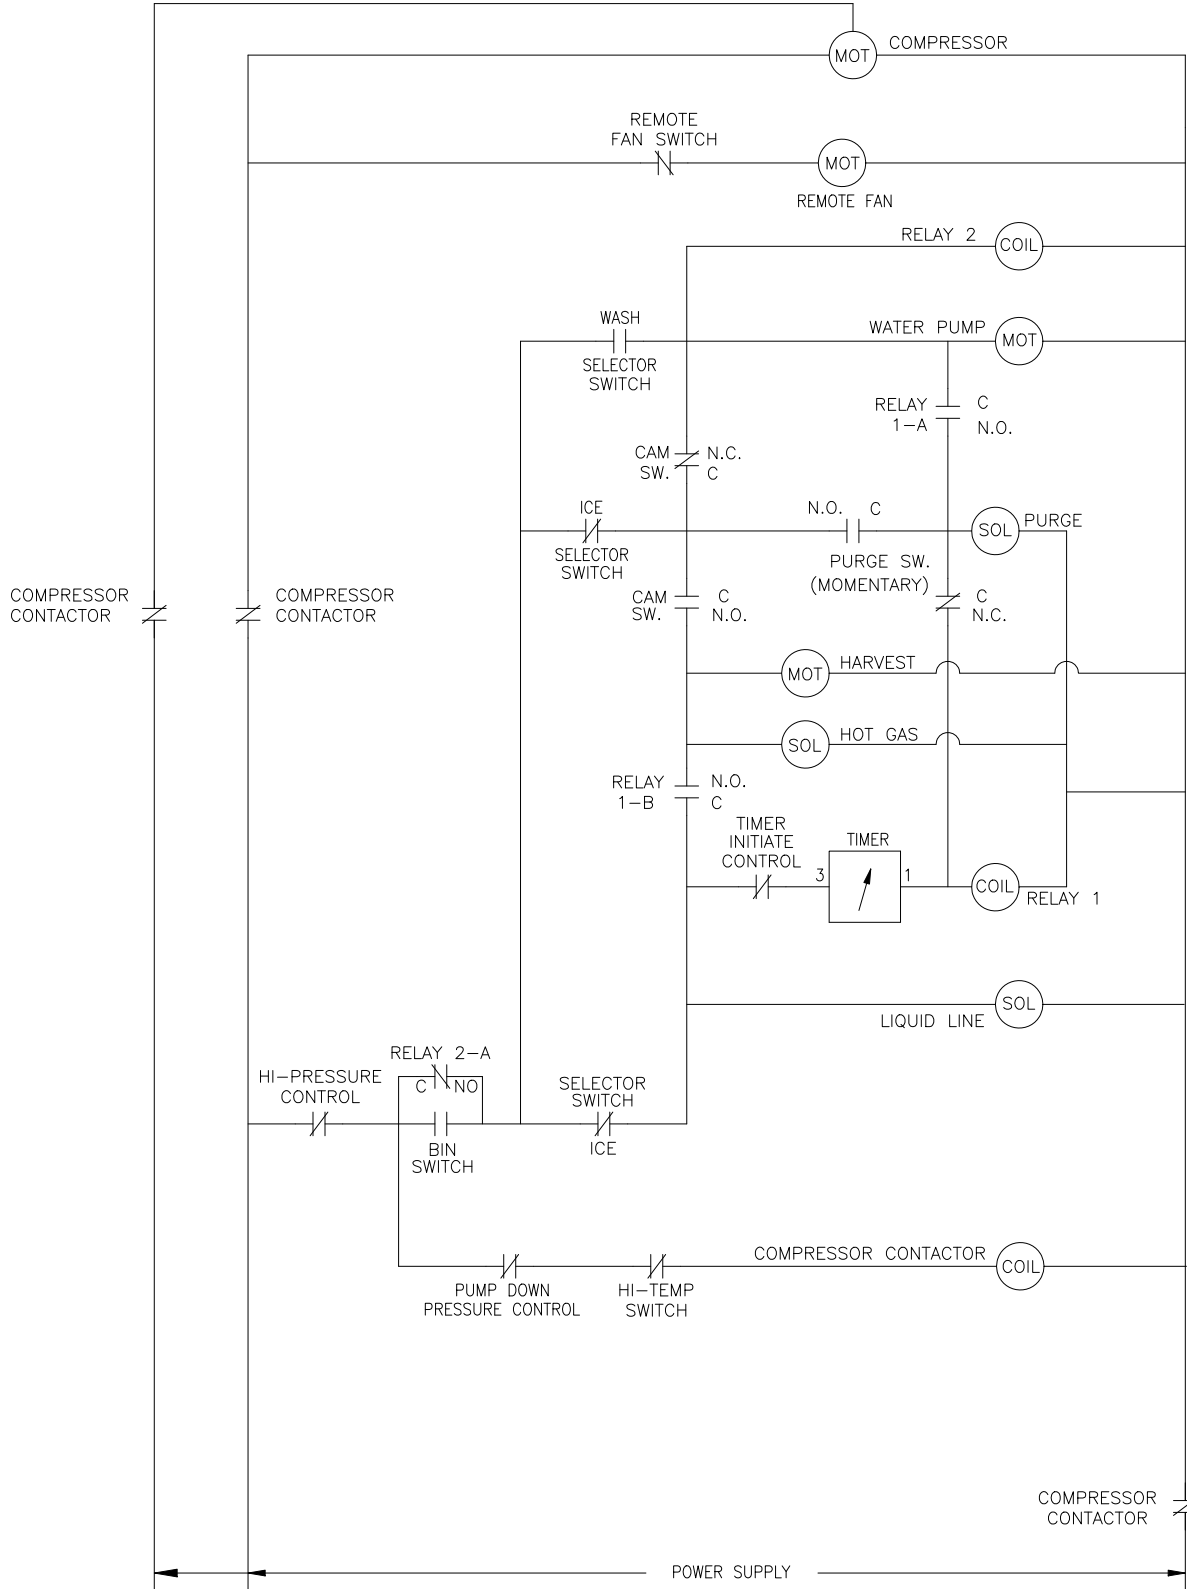 MOT
COMPRESSOR
REMOTE
FAN SWITCH
MOT
REMOTE FAN
RELAY 2
COIL
WASH
SELECTOR
SWITCH
WATER PUMP
MOT
RELAY
1-A
C
N.O.
CAM
SW.
N.C.
C
ICE
SELECTOR
SWITCH
N.O.
C
PURGE SW.
(MOMENTARY)
SOL
PURGE
COMPRESSOR
CONTACTOR
COMPRESSOR
CONTACTOR
CAM
SW.
C
N.O.
C
N.C.
MOT
HARVEST
SOL
HOT GAS
RELAY
1-B
N.O.
C
TIMER
INITIATE
CONTROL
TIMER
3
1
COIL
RELAY 1
SOL
LIQUID LINE
RELAY 2-A
C
NO
HI-PRESSURE
CONTROL
BIN
SWITCH
SELECTOR
SWITCH
ICE
COMPRESSOR CONTACTOR
COIL
PUMP DOWN
PRESSURE CONTROL
HI-TEMP
SWITCH
COMPRESSOR
CONTACTOR
POWER SUPPLY